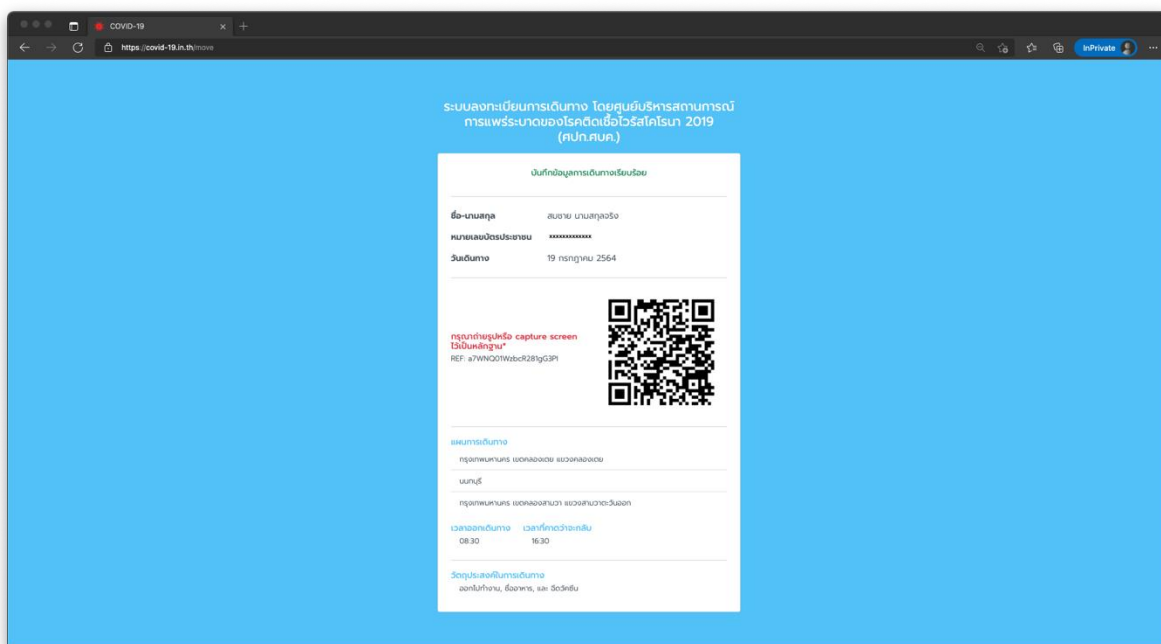 COVID-19
https://covid-19.in.th/move
InPrivate
ระบบลงทะเบียนการเดินทาง โดยศูนย์บริหารสถานการณ์
การแพร่ระบาดของโรคติดเชื้อไวรัสโคโรนา 2019
(ศปก.ศบค.)
บันทึกข้อมูลการเดินทางเรียบร้อย
ชื่อ-นามสกุล สมชาย นามสกุลจริง
หมายเลขบัตรประชาชน xxxxxxxxxxxxx
วันเดินทาง 19 กรกฎาคม 2564
กรุณาถ่ายรูปหรือ capture screen
ไว้เป็นหลักฐาน*
REF: a7WNQ01WzbcR281gG3PI
แผนการเดินทาง
กรุงเทพมหานคร เขตคลองเตย แขวงคลองเตย
นนทบุรี
กรุงเทพมหานคร เขตคลองสามวา แขวงสามวาตะวันออก
เวลาออกเดินทาง เวลาที่คาดว่าจะกลับ
08:30 16:30
วัตถุประสงค์ในการเดินทาง
ออกไปทำงาน, ซื้ออาหาร, และ ฉีดวัคซีน